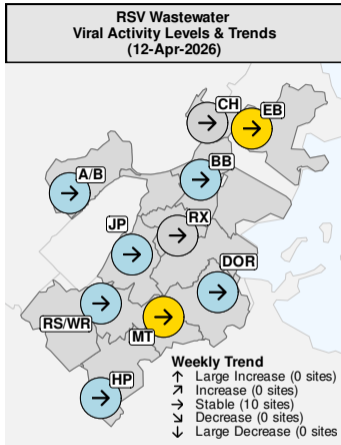 RSV Wastewater
Viral Activity Levels & Trends
(12-Apr-2026)
CH
EB
BB
A/B
RX
JP
DOR
RS/WR
MT
HP
Weekly Trend
↑ Large Increase (0 sites)
↗ Increase (0 sites)
→ Stable (10 sites)
↘ Decrease (0 sites)
↓ Large Decrease (0 sites)